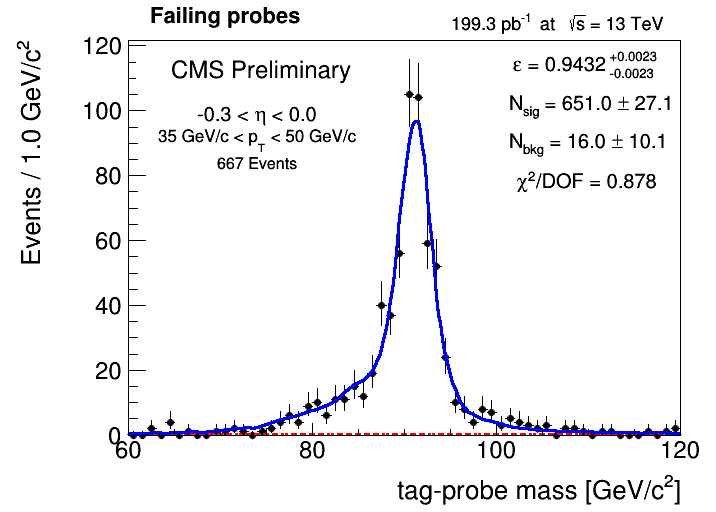 Failing probes
199.3 pb⁻¹ at √s = 13 TeV
CMS Preliminary
-0.3 < η < 0.0
35 GeV/c < p_T < 50 GeV/c
667 Events
ε = 0.9432 +0.0023 -0.0023
N_sig = 651.0 ± 27.1
N_bkg = 16.0 ± 10.1
χ²/DOF = 0.878
Events / 1.0 GeV/c²
120
100
80
60
40
20
0
60 80 100 120
tag-probe mass [GeV/c²]